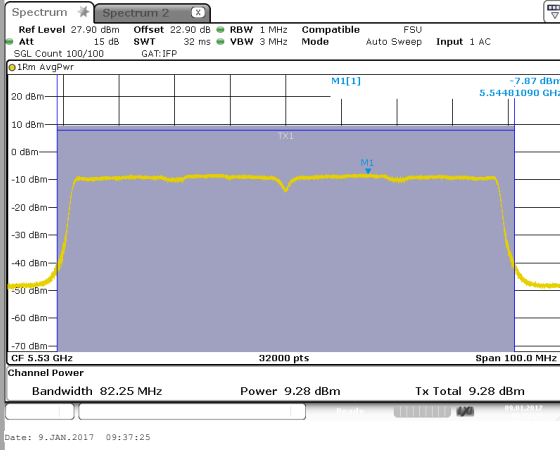 Spectrum Spectrum 2 X
Ref Level 27.90 dBm Offset 22.90 dB RBW 1 MHz Compatible FSU
Att 15 dB SWT 32 ms VBW 3 MHz Mode Auto Sweep Input 1 AC
SGL Count 100/100 GAT:IFP
1Rm AvgPwr
M1[1] -7.87 dBm
5.54481090 GHz
20 dBm
10 dBm
TX1
0 dBm
M1
-10 dBm
-20 dBm
-30 dBm
-40 dBm
-50 dBm
-60 dBm
-70 dBm
CF 5.53 GHz 32000 pts Span 100.0 MHz
Channel Power
Bandwidth 82.25 MHz Power 9.28 dBm Tx Total 9.28 dBm
Ready 09.01.2017
Date: 9.JAN.2017 09:37:25